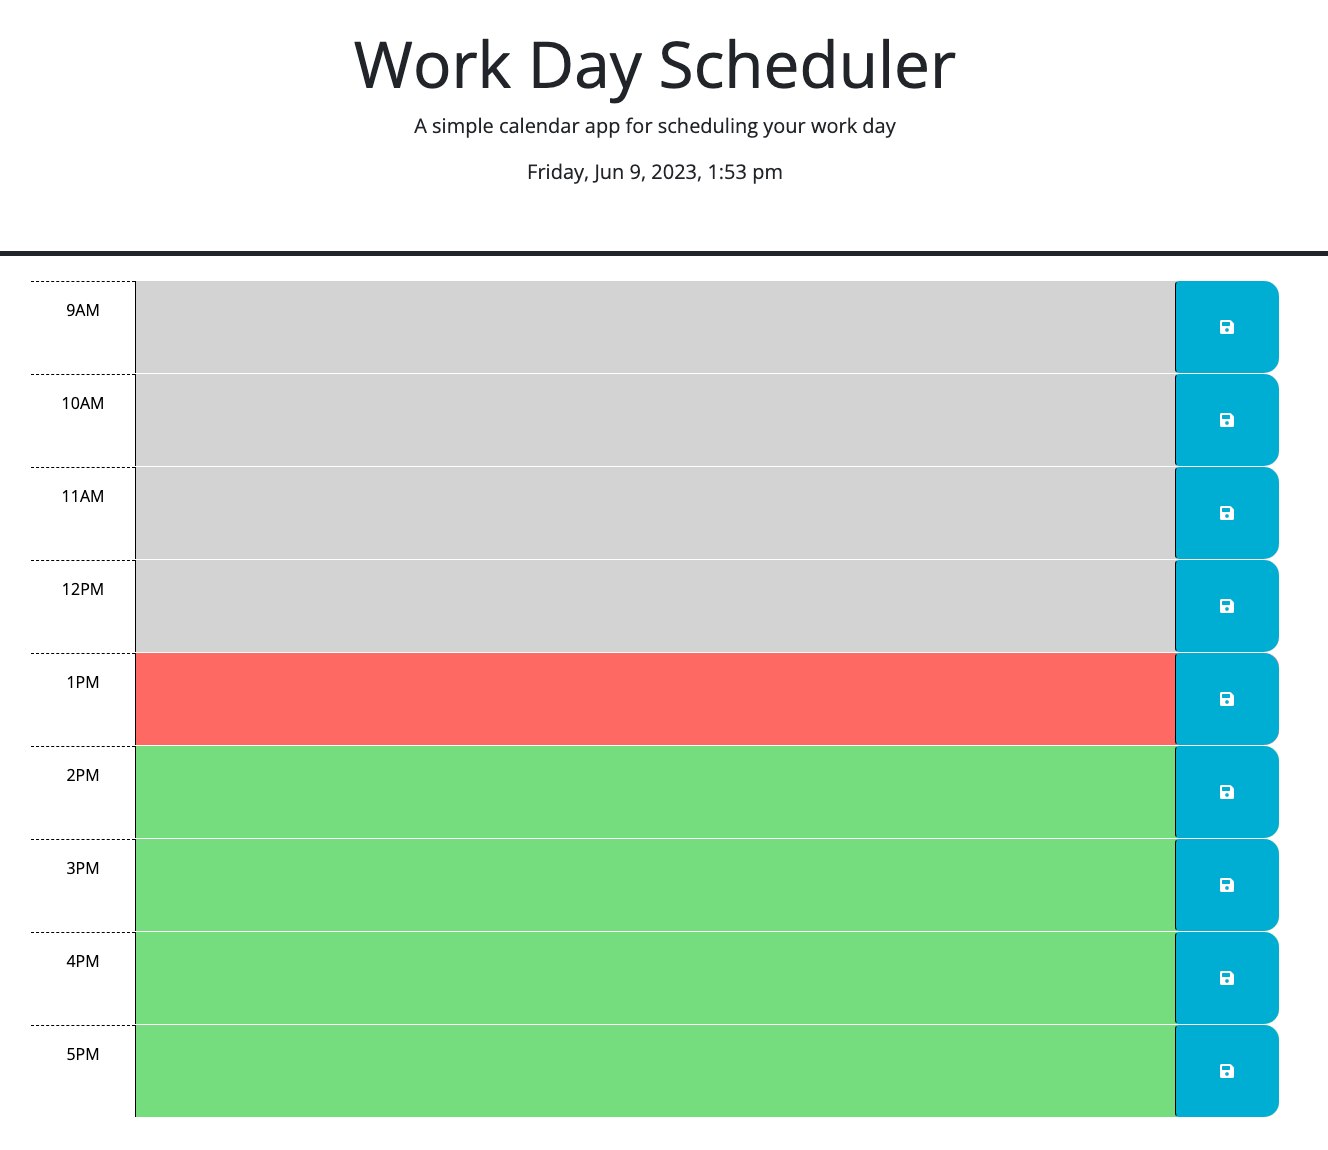 Work Day Scheduler
A simple calendar app for scheduling your work day
Friday, Jun 9, 2023, 1:53 pm
9AM
10AM
11AM
12PM
1PM
2PM
3PM
4PM
5PM